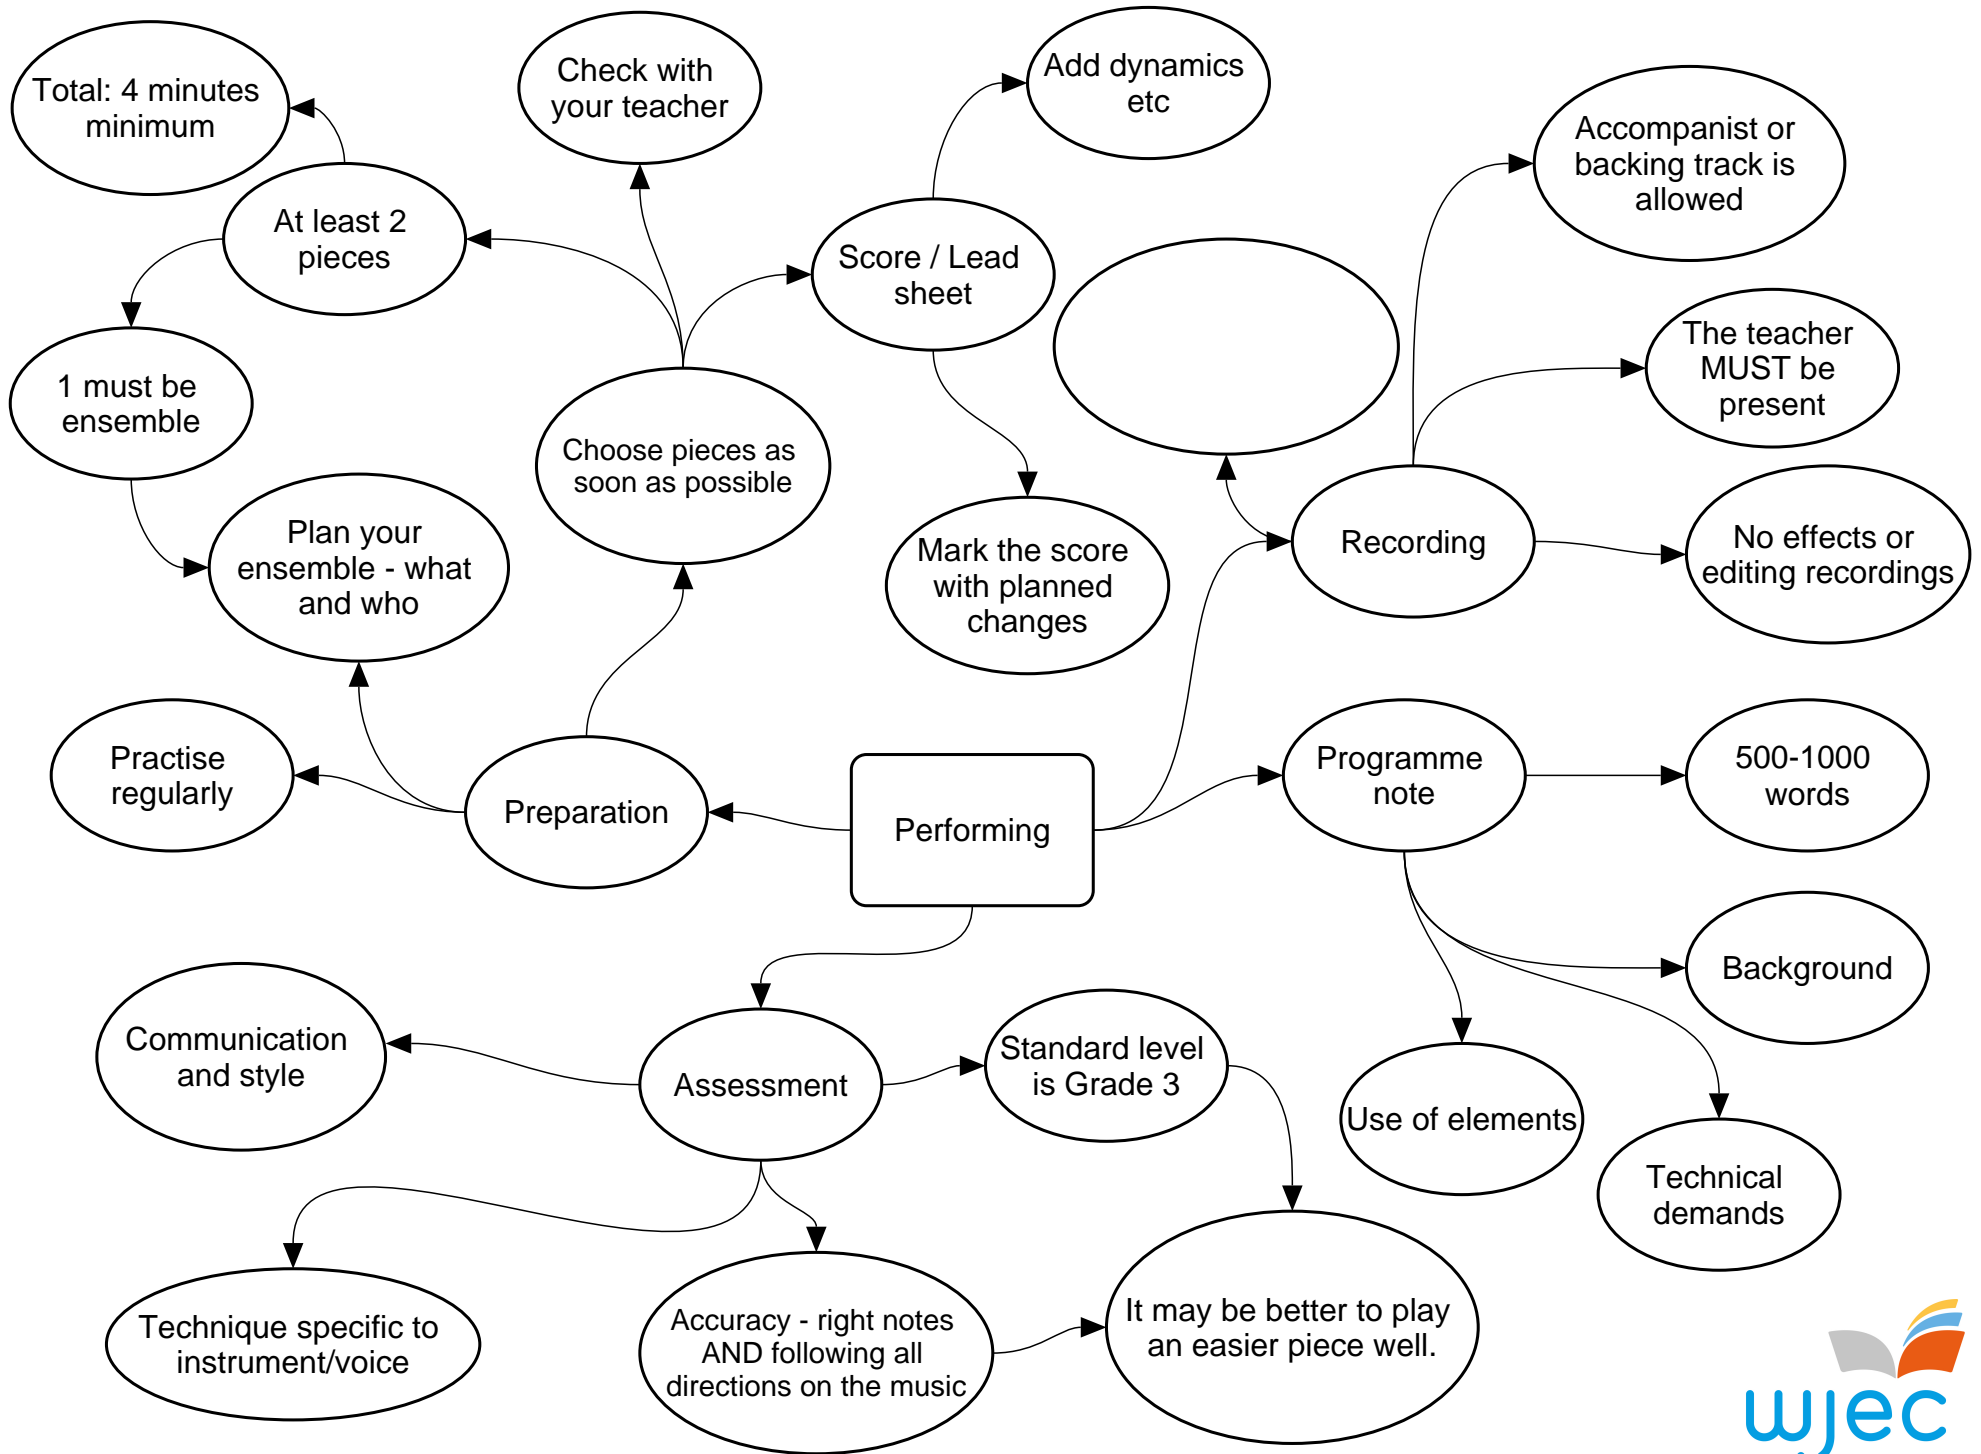 Total: 4 minutes
minimum
Check with
your teacher
Add dynamics
etc
Accompanist or
backing track is
allowed
At least 2
pieces
Score / Lead
sheet
The teacher
MUST be
present
1 must be
ensemble
Choose pieces as
soon as possible
Plan your
ensemble - what
and who
Mark the score
with planned
changes
Recording
No effects or
editing recordings
Practise
regularly
Preparation
Performing
Programme
note
500-1000
words
Background
Communication
and style
Assessment
Standard level
is Grade 3
Use of elements
Technical
demands
Technique specific to
instrument/voice
Accuracy - right notes
AND following all
directions on the music
It may be better to play
an easier piece well.
wjec